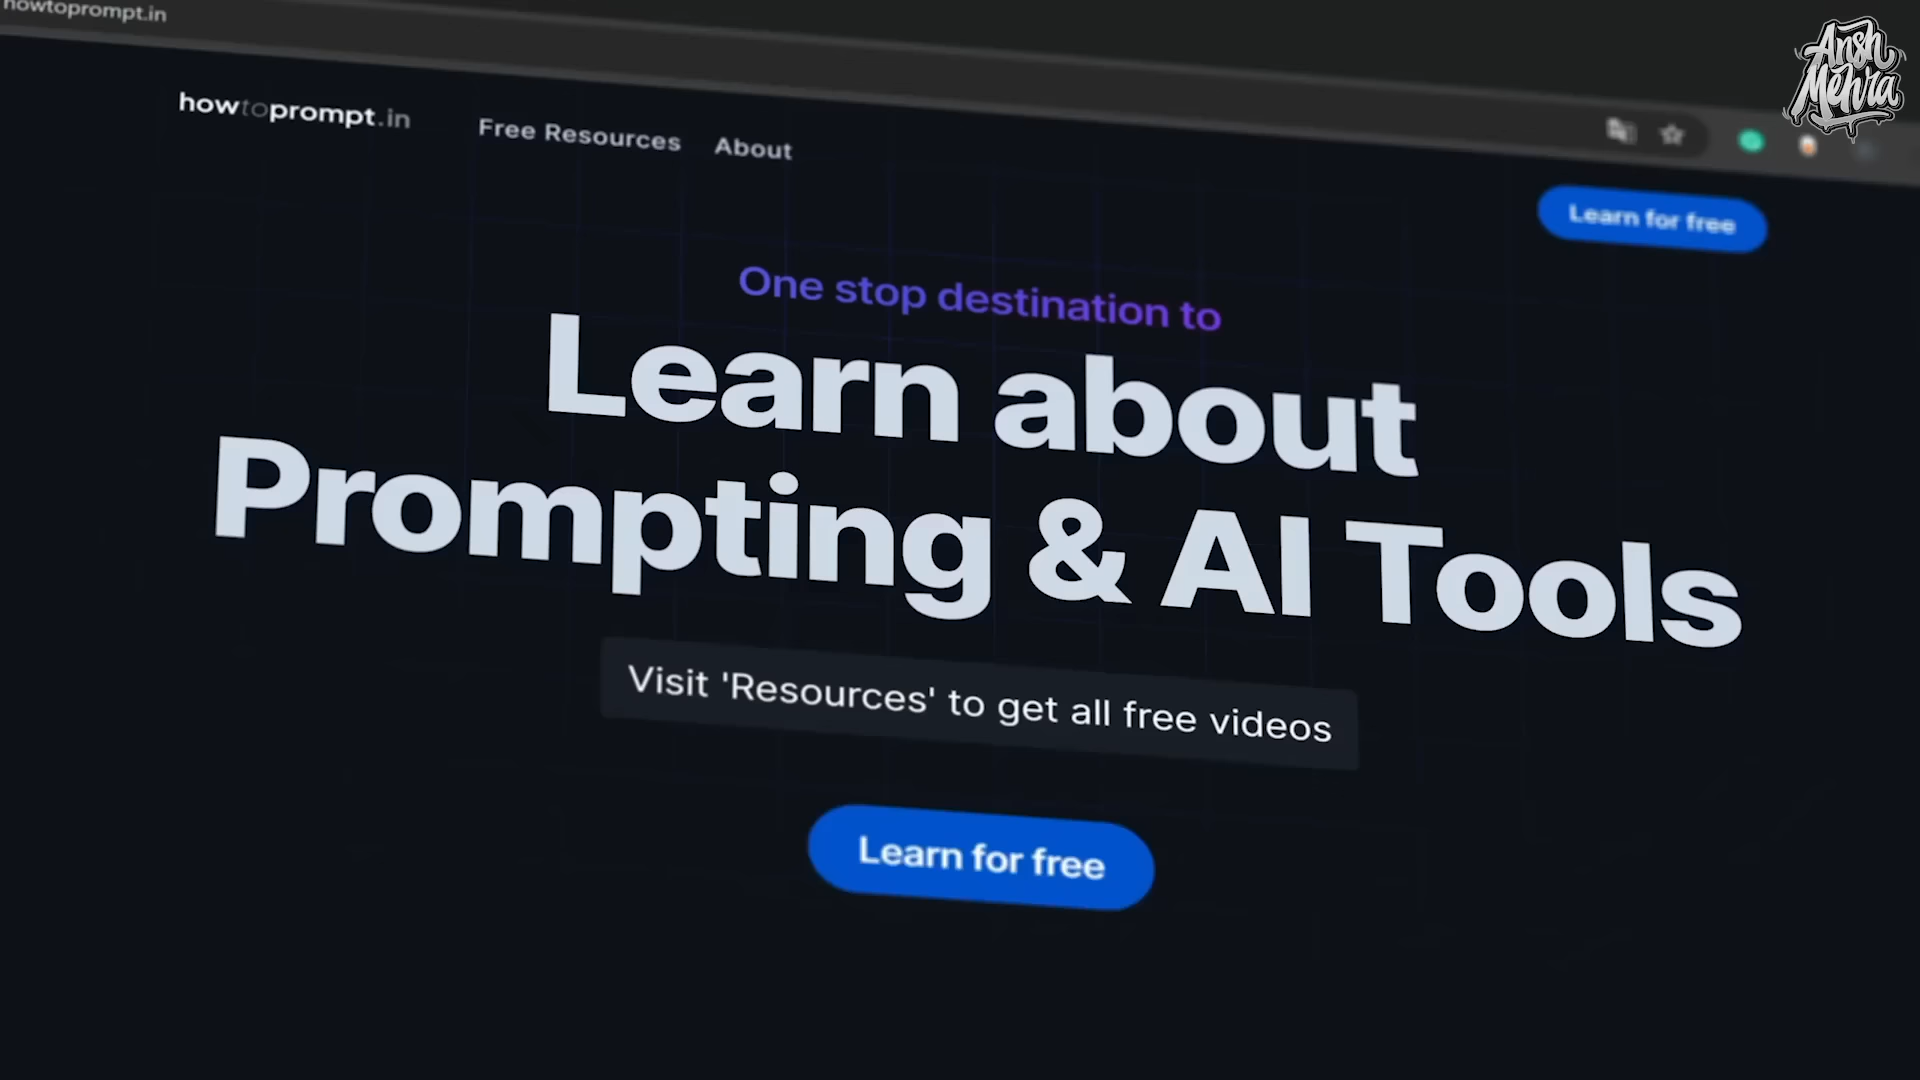 howtoprompt.in
Ansh
Mehra
howtoprompt.in
Free Resources
About
Learn for free
One stop destination to
Learn about
Prompting & AI Tools
Visit 'Resources' to get all free videos
Learn for free